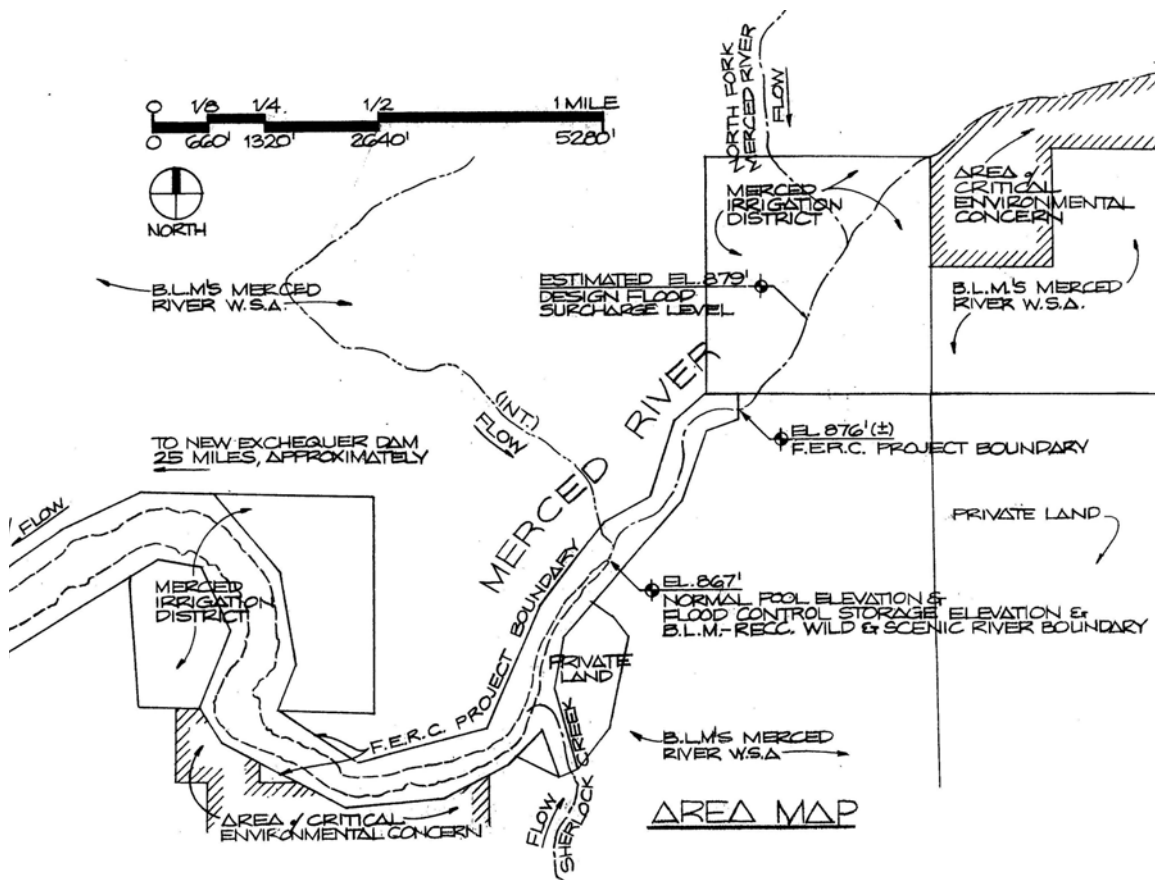 0 1/8 1/4. 1/2 1 MILE
0 660' 1320' 2640' 5280'
NORTH
NORTH FORK
MERCED RIVER
FLOW
MERCED
IRRIGATION
DISTRICT
AREA of
CRITICAL
ENVIRONMENTAL
CONCERN
B.L.M'S MERCED
RIVER W.S.A.
ESTIMATED EL. 879'
DESIGN FLOOD
SURCHARGE LEVEL
B.L.M'S MERCED
RIVER W.S.A.
MERCED RIVER
(INT.)
FLOW
EL 876' (±)
F.E.R.C. PROJECT BOUNDARY
TO NEW EXCHEQUER DAM
25 MILES, APPROXIMATELY
FLOW
PRIVATE LAND
MERCED
IRRIGATION
DISTRICT
F.E.R.C. PROJECT BOUNDARY
EL. 867'
NORMAL POOL ELEVATION &
FLOOD CONTROL STORAGE ELEVATION &
B.L.M.-RECC. WILD & SCENIC RIVER BOUNDARY
PRIVATE
LAND
B.L.M'S MERCED
RIVER W.S.A
AREA of CRITICAL
ENVIRONMENTAL CONCERN
FLOW
SHERLOCK CREEK
AREA MAP